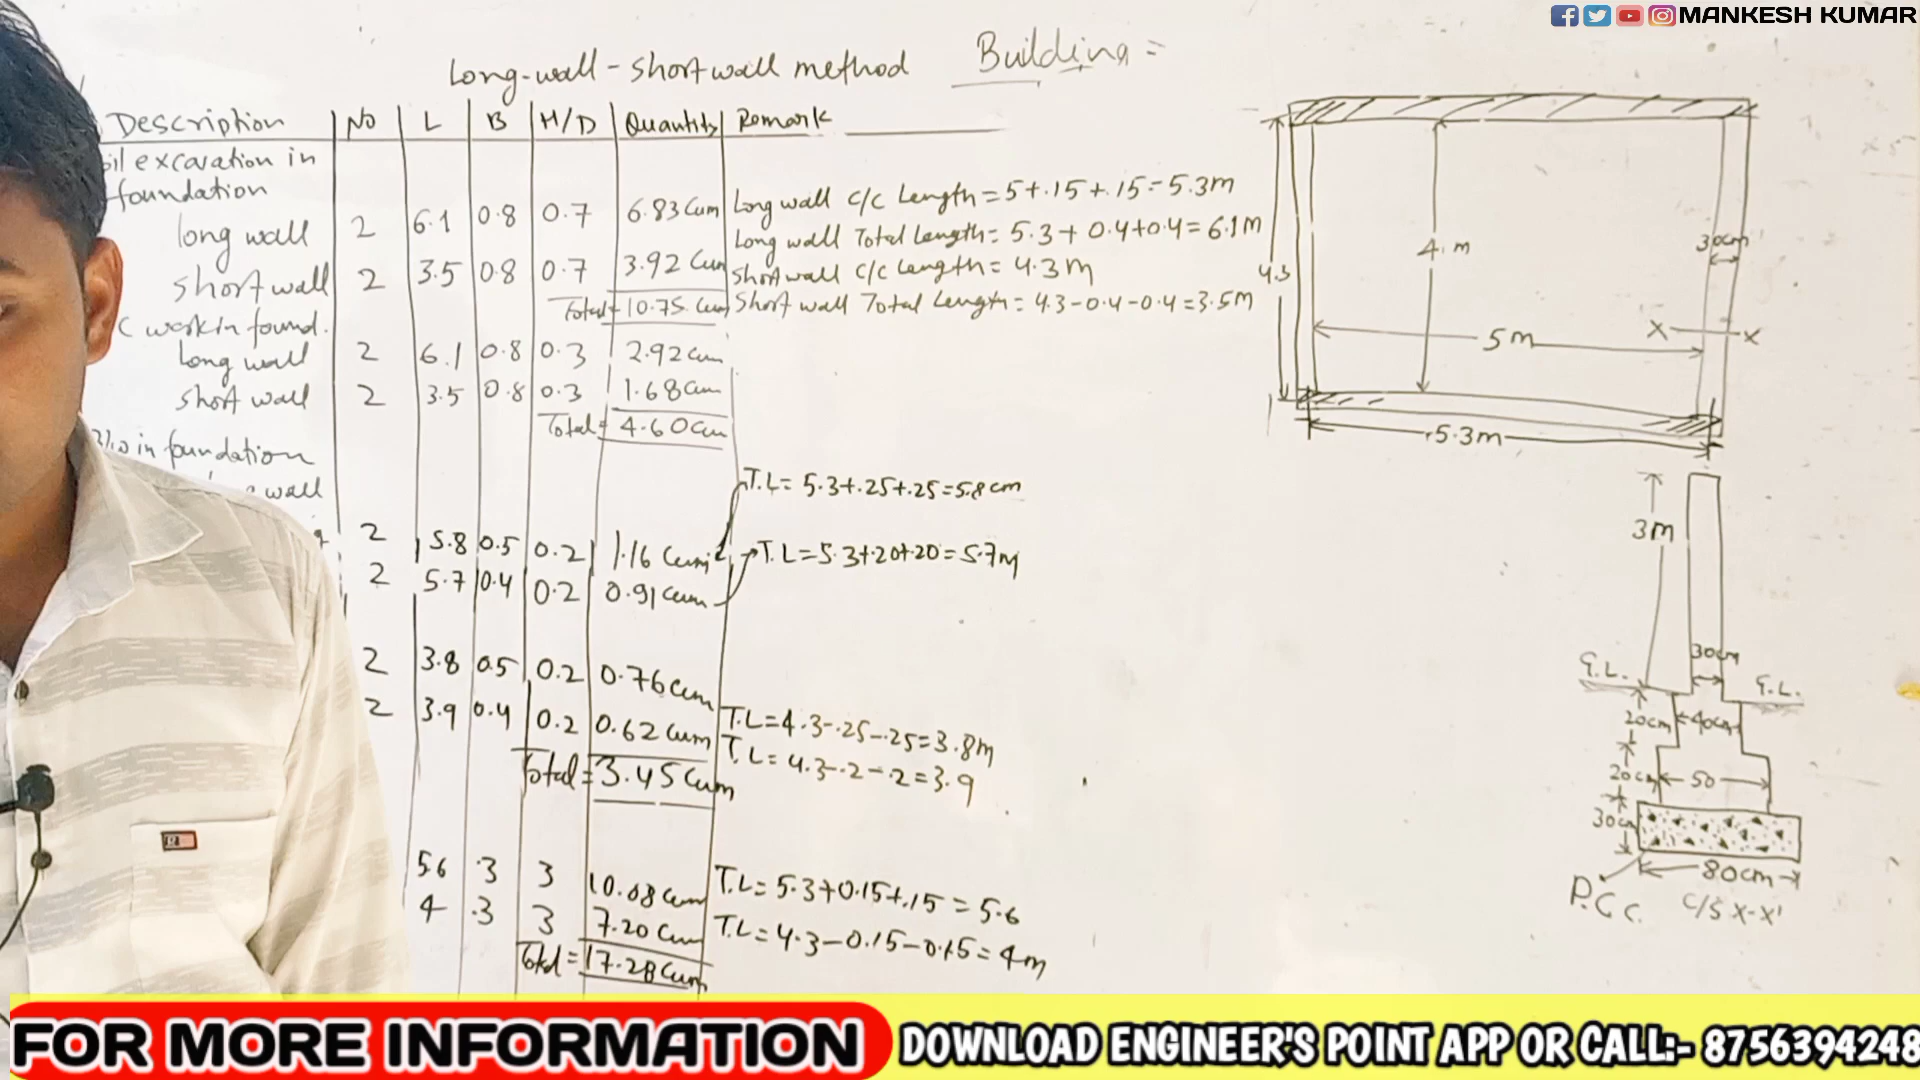 MANKESH KUMAR
Long-wall-short wall method Building =
Description No L B H/D Quantity Remark
oil excavation in
foundation
long wall 2 6.1 0.8 0.7 6.83 Cum
Long wall c/c Length = 5+.15+.15=5.3m
Long wall Total Length = 5.3+0.4+0.4=6.1M
short wall 2 3.5 0.8 0.7 3.92 Cum
Short wall c/c Length = 4.3m
Total = 10.75 Cum
Short wall Total Length = 4.3-0.4-0.4=3.5m
C work in found.
Long wall 2 6.1 0.8 0.3 2.92 Cum
short wall 2 3.5 0.8 0.3 1.68 Cum
Total = 4.60 Cum
in foundation
wall
T.L = 5.3+.25+.25=5.8cm
2 5.8 0.5 0.2 1.16 Cum
T.L=5.3+.20+.20=5.7m
2 5.7 0.4 0.2 0.91 Cum
2 3.8 0.5 0.2 0.76 Cum
2 3.9 0.4 0.2 0.62 Cum
T.L=4.3-.25-.25=3.8m
T.L=4.3-.2-.2=3.9
Total = 3.45 Cum
5.6 .3 3 10.08 Cum
T.L= 5.3+0.15+.15 = 5.6
4 .3 3 7.20 Cum
T.L= 4.3-0.15-0.15=4m
Total = 17.28 Cum
4.3
4.m
30cm
X X
5m
5.3m
3m
30cm
G.L. G.L.
20cm 40cm
20cm 50
30cm
80cm
P.C.C.
C/S X-X'
FOR MORE INFORMATION DOWNLOAD ENGINEER'S POINT APP OR CALL:- 8756394248